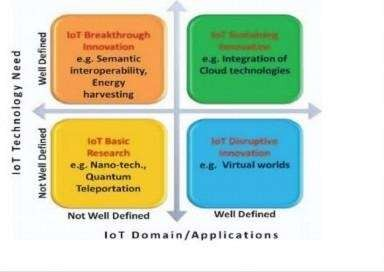 IoT Technology Need
Well Defined
Not Well Defined
IoT Breakthrough
Innovation
e.g. Semantic
interoperability,
Energy
harvesting
IoT Sustaining
Innovation
e.g. Integration of
Cloud technologies
IoT Basic
Research
e.g. Nano-tech.,
Quantum
Teleportation
IoT Disruptive
Innovation
e.g. Virtual worlds
Not Well Defined
Well Defined
IoT Domain/Applications